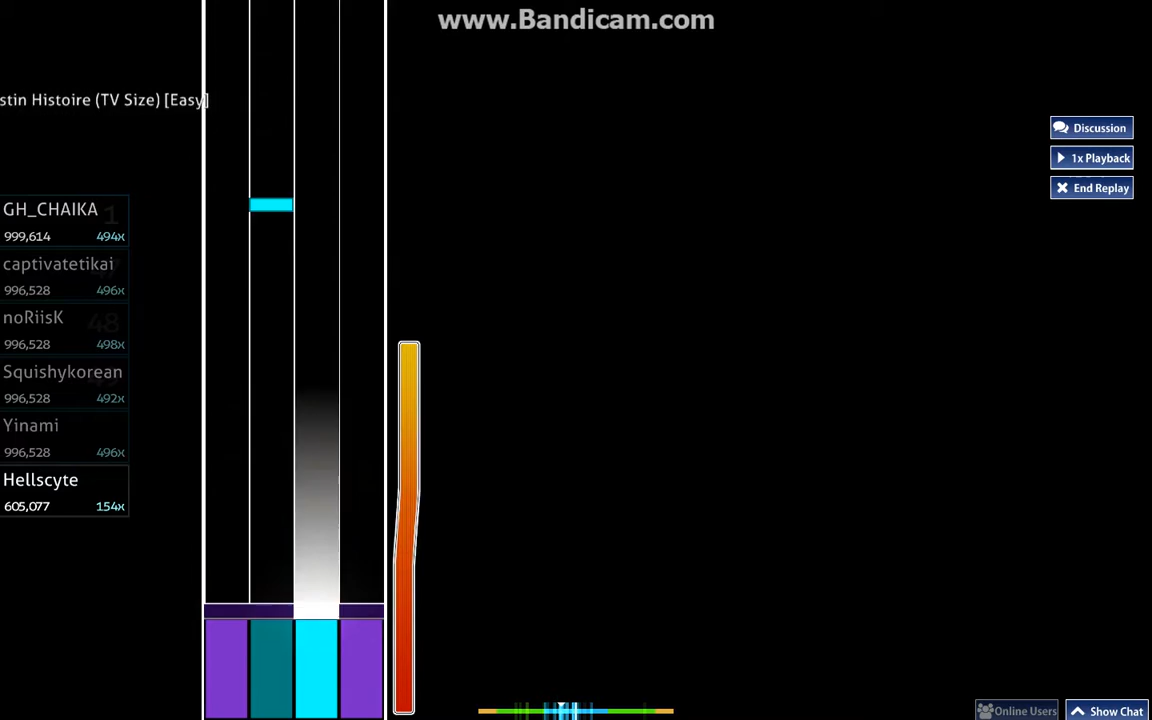 www.Bandicam.com
stin Histoire (TV Size) [Easy]
Discussion
1x Playback
End Replay
GH_CHAIKA 1
999,614 494x
captivatetikai
996,528 496x
noRiisK 48
996,528 498x
Squishykorean
996,528 492x
Yinami
996,528 496x
Hellscyte
605,077 154x
Online Users
Show Chat